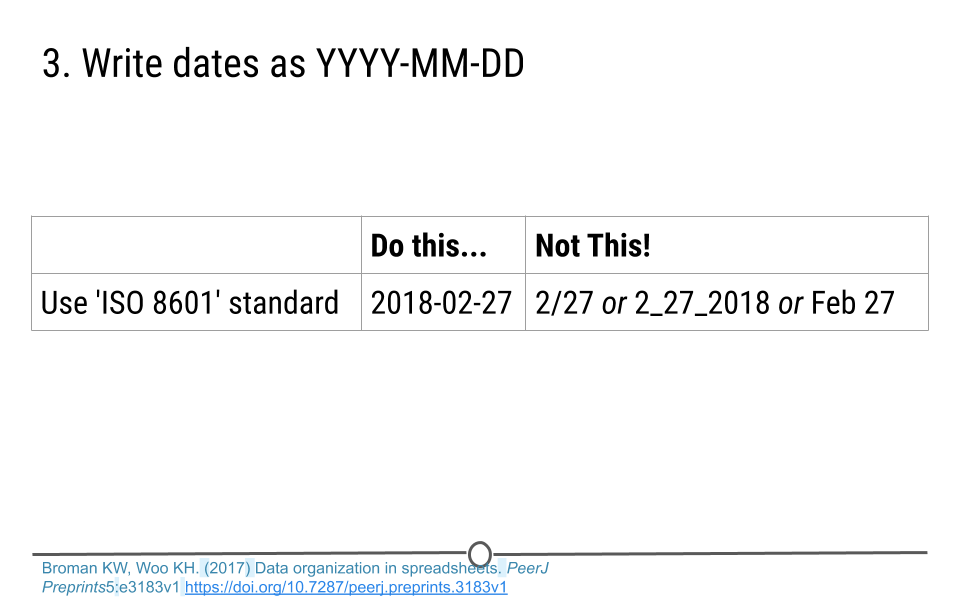 3. Write dates as YYYY-MM-DD
Do this... Not This!
Use 'ISO 8601' standard 2018-02-27 2/27 or 2_27_2018 or Feb 27
Broman KW, Woo KH. (2017) Data organization in spreadsheets. PeerJ
Preprints5:e3183v1 https://doi.org/10.7287/peerj.preprints.3183v1